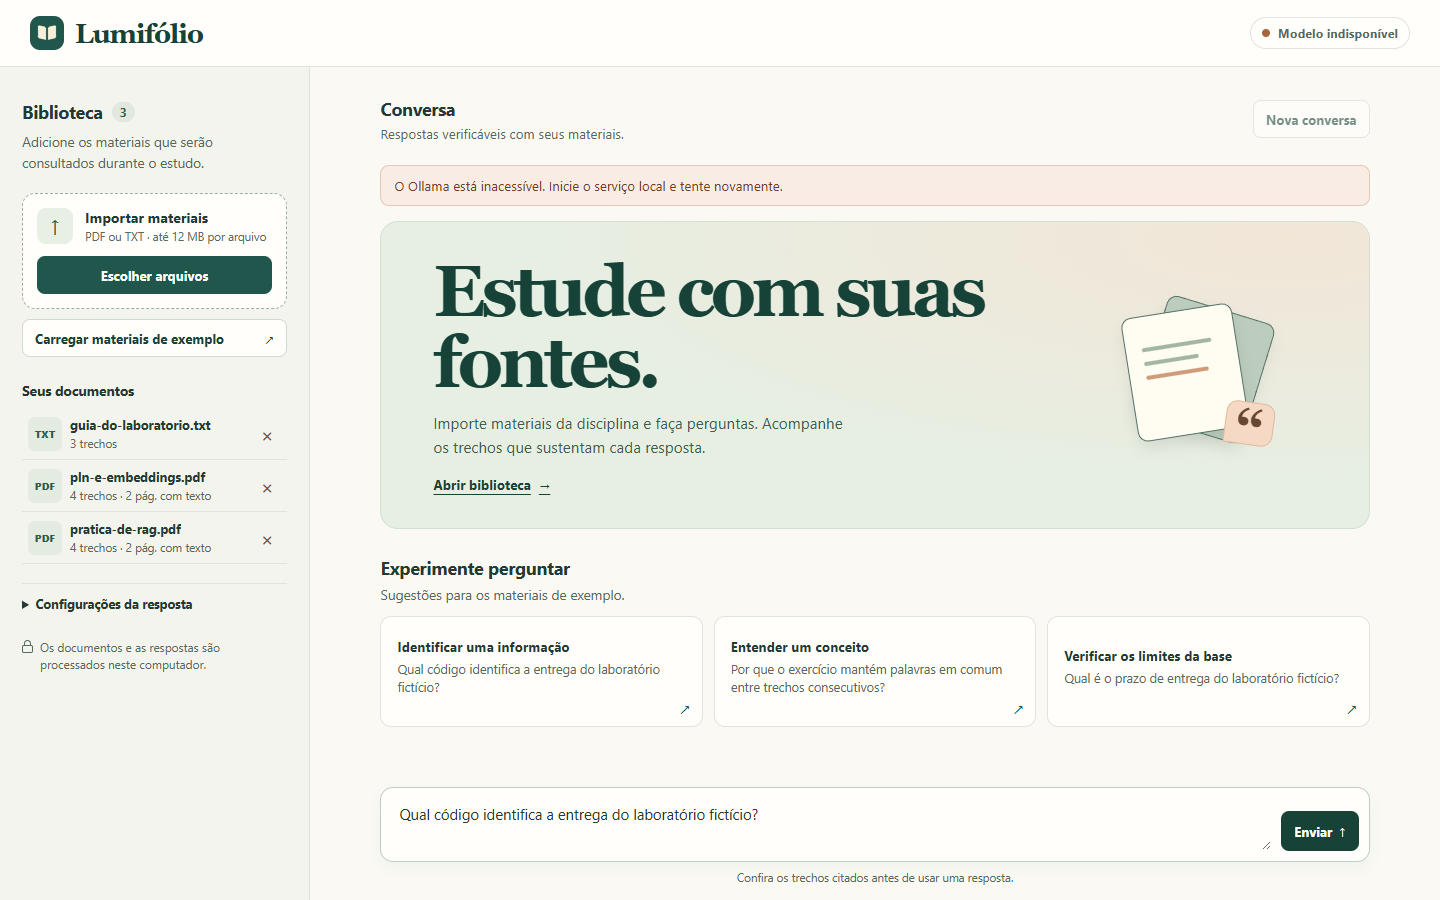 Lumifólio
Modelo indisponível
Biblioteca 3
Adicione os materiais que serão
consultados durante o estudo.
↑
Importar materiais
PDF ou TXT · até 12 MB por arquivo
Escolher arquivos
Carregar materiais de exemplo ↗
Seus documentos
TXT
guia-do-laboratorio.txt
3 trechos
×
PDF
pln-e-embeddings.pdf
4 trechos · 2 pág. com texto
×
PDF
pratica-de-rag.pdf
4 trechos · 2 pág. com texto
×
Configurações da resposta
Os documentos e as respostas são
processados neste computador.
Conversa
Respostas verificáveis com seus materiais.
Nova conversa
O Ollama está inacessível. Inicie o serviço local e tente novamente.
Estude com suas
fontes.
Importe materiais da disciplina e faça perguntas. Acompanhe
os trechos que sustentam cada resposta.
Abrir biblioteca →
“
Experimente perguntar
Sugestões para os materiais de exemplo.
Identificar uma informação
Qual código identifica a entrega do laboratório
fictício?
↗
Entender um conceito
Por que o exercício mantém palavras em comum
entre trechos consecutivos?
↗
Verificar os limites da base
Qual é o prazo de entrega do laboratório fictício?
↗
Qual código identifica a entrega do laboratório fictício?
Enviar ↑
Confira os trechos citados antes de usar uma resposta.